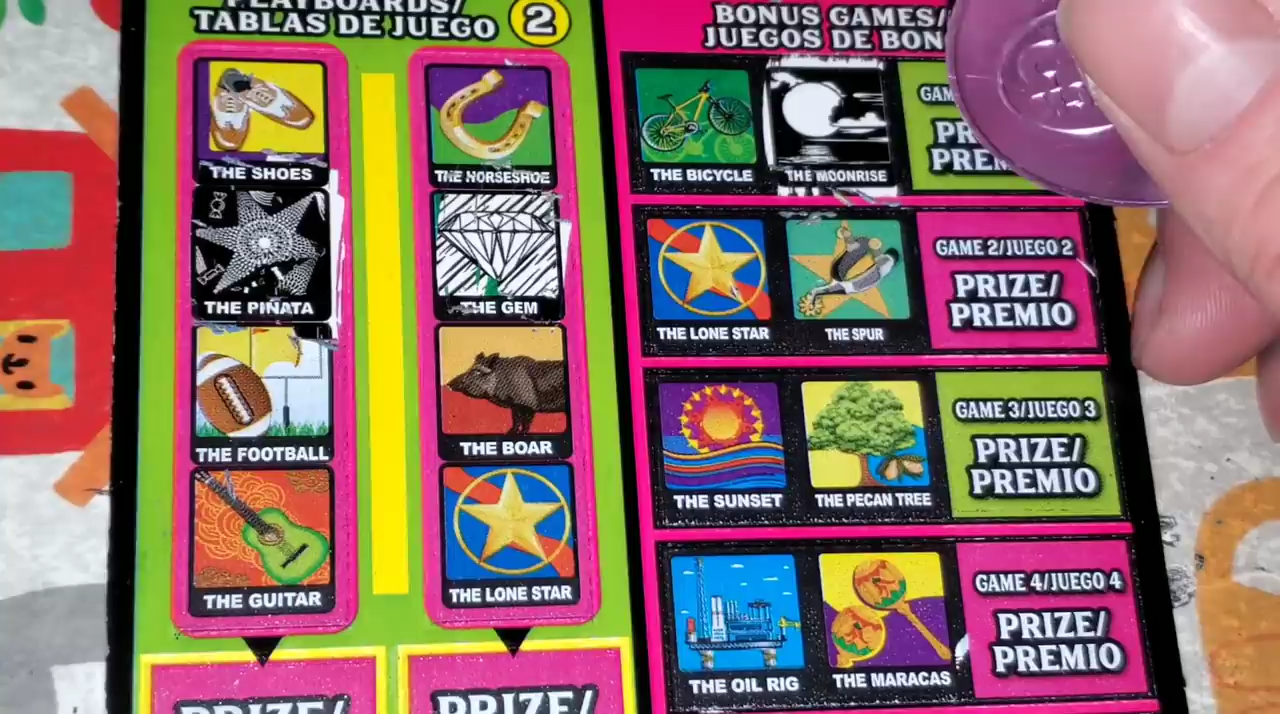 PLAYBOARDS/
TABLAS DE JUEGO 2
THE SHOES
THE PIÑATA
THE FOOTBALL
THE GUITAR
PRIZE/
THE HORSESHOE
THE GEM
THE BOAR
THE LONE STAR
PRIZE/
BONUS GAMES/
JUEGOS DE
THE BICYCLE
THE MOONRISE
THE LONE STAR
THE SPUR
GAME 2/JUEGO 2
PRIZE/
PREMIO
THE SUNSET
THE PECAN TREE
GAME 3/JUEGO 3
PRIZE/
PREMIO
THE OIL RIG
THE MARACAS
GAME 4/JUEGO 4
PRIZE/
PREMIO